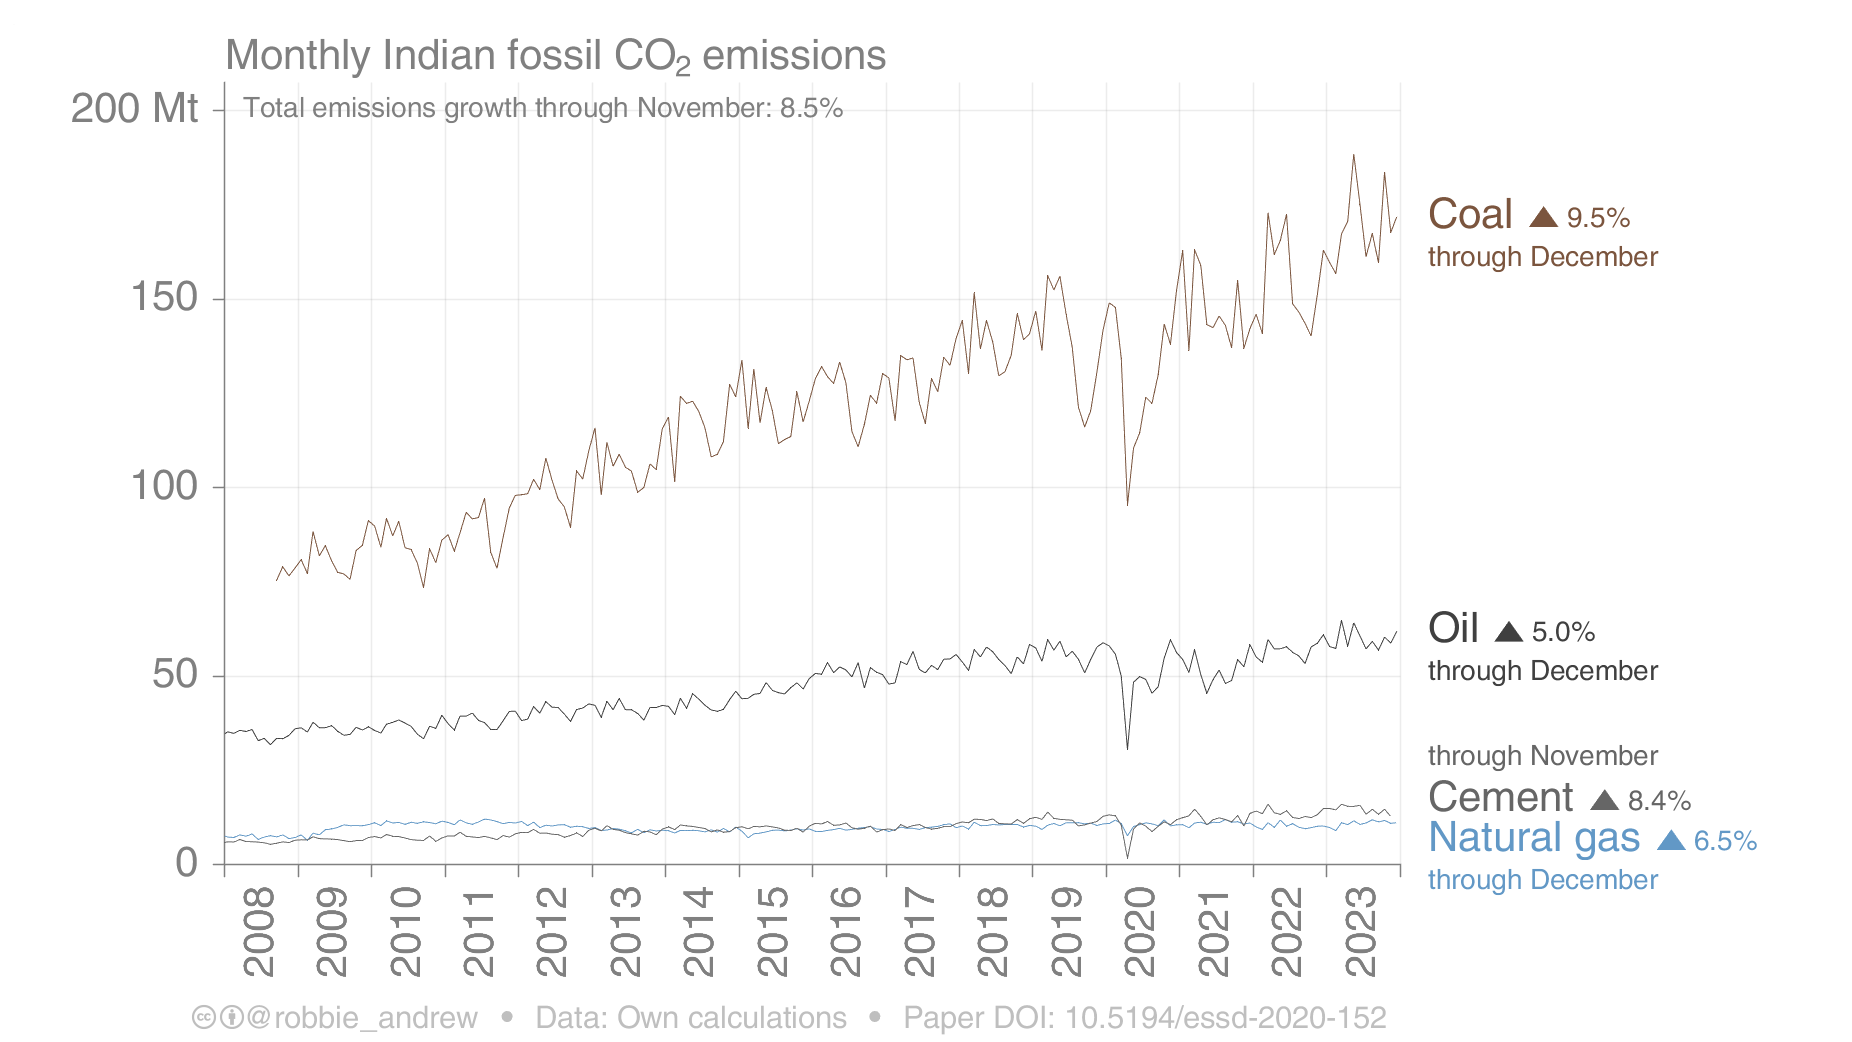 Monthly Indian fossil CO₂ emissions
Total emissions growth through November: 8.5%
200 Mt
150
100
50
0
Coal ▲ 9.5%
through December
Oil ▲ 5.0%
through December
through November
Cement ▲ 8.4%
Natural gas ▲ 6.5%
through December
2008
2009
2010
2011
2012
2013
2014
2015
2016
2017
2018
2019
2020
2021
2022
2023
@robbie_andrew • Data: Own calculations • Paper DOI: 10.5194/essd-2020-152